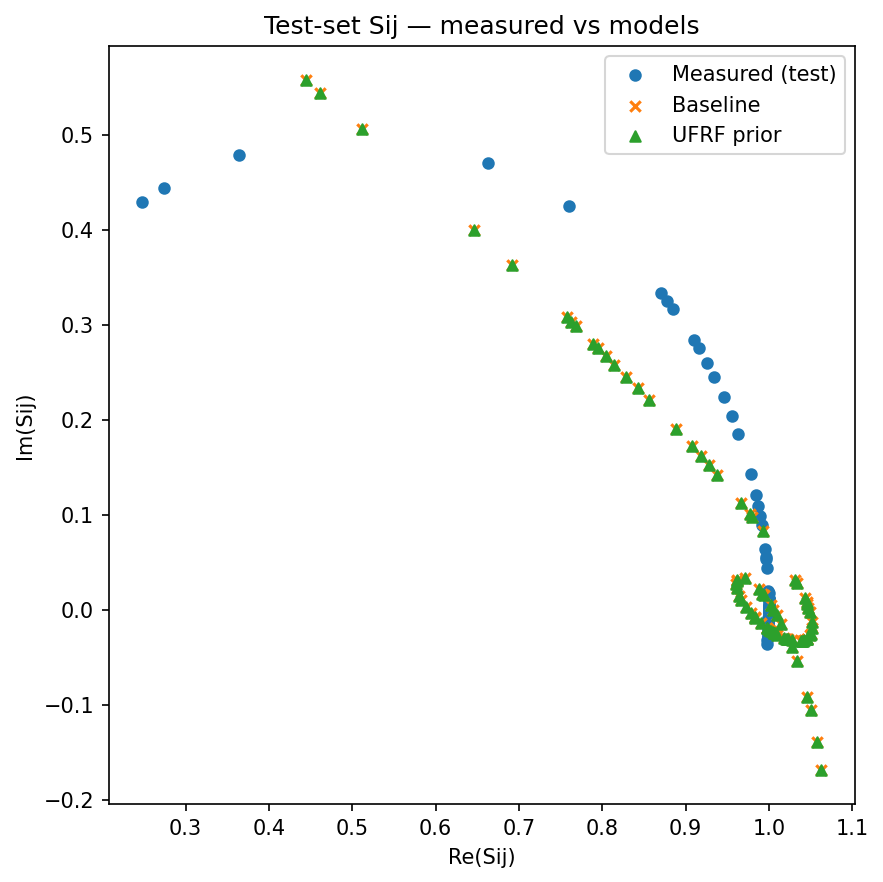 Test-set Sij — measured vs models
Measured (test)
Baseline
UFRF prior
Im(Sij)
0.5
0.4
0.3
0.2
0.1
0.0
−0.1
−0.2
0.3 0.4 0.5 0.6 0.7 0.8 0.9 1.0 1.1
Re(Sij)